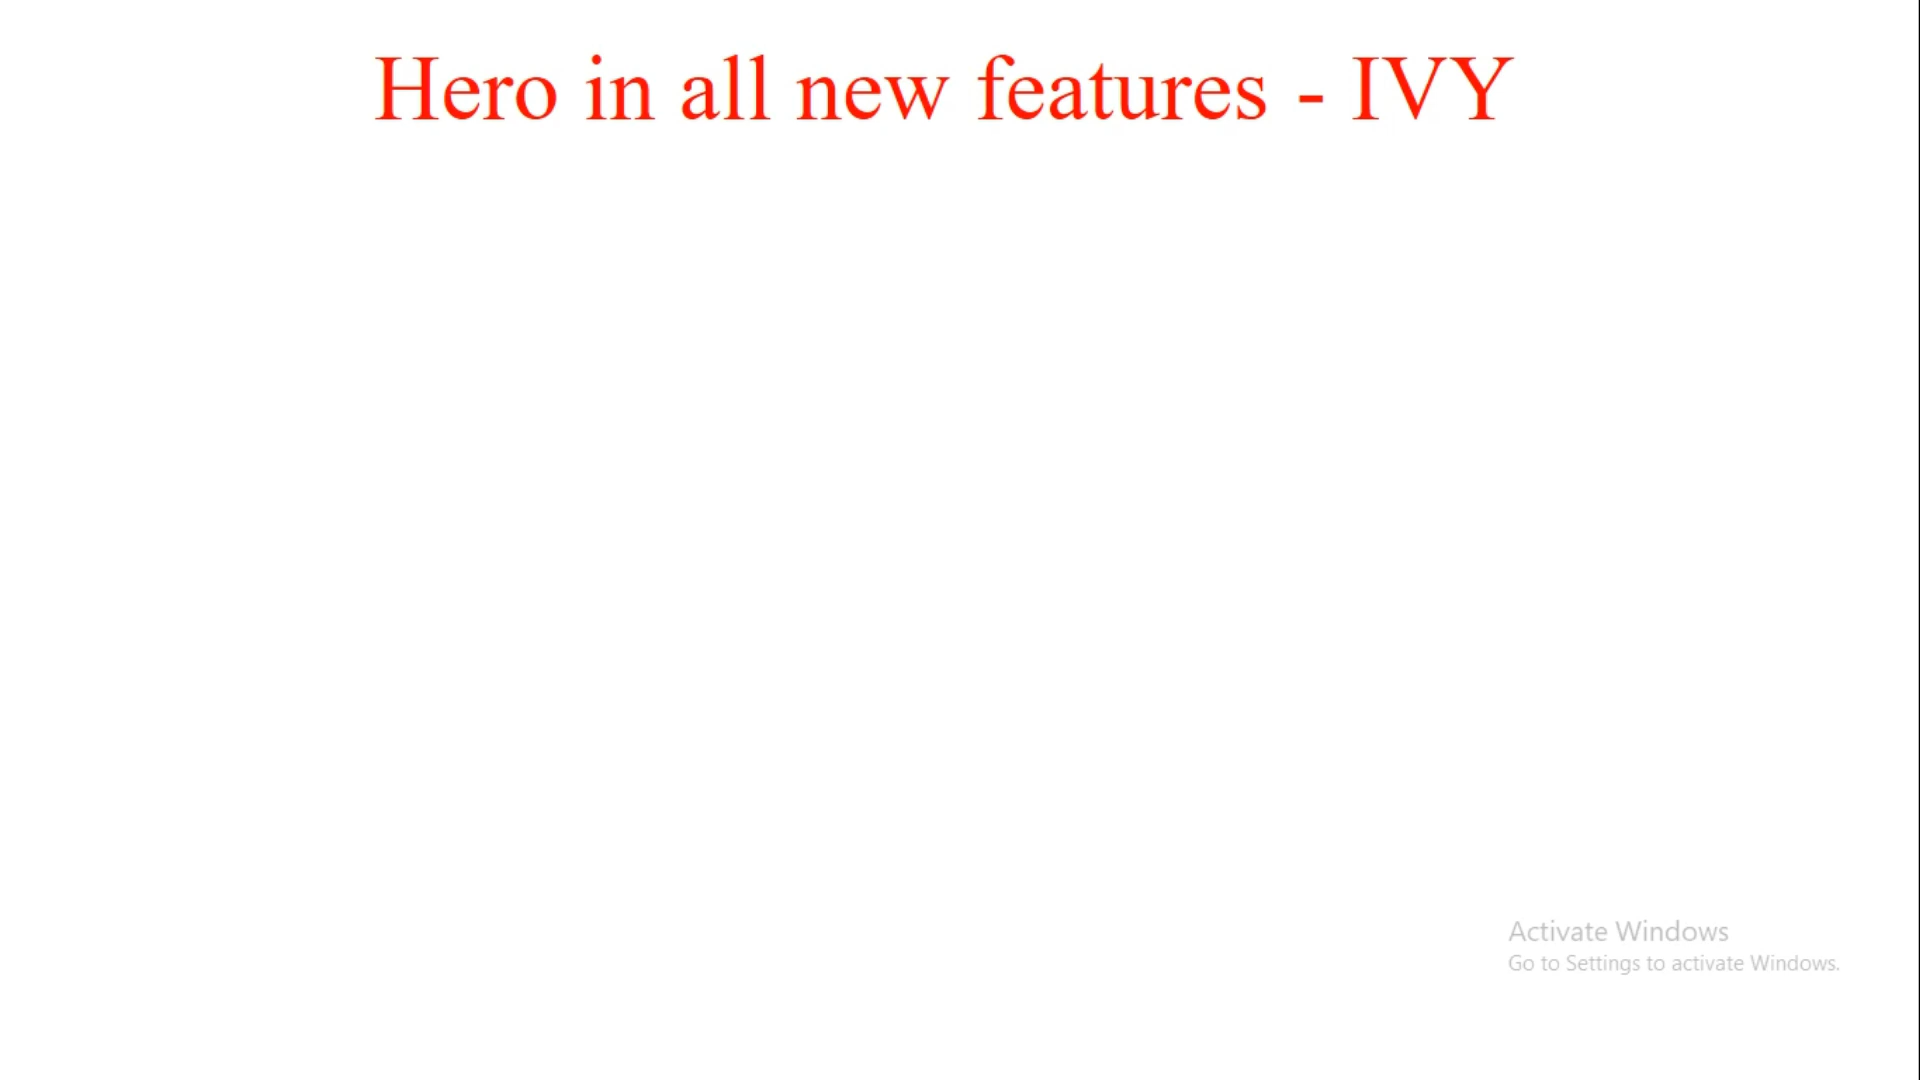 Hero in all new features - IVY
Activate Windows
Go to Settings to activate Windows.